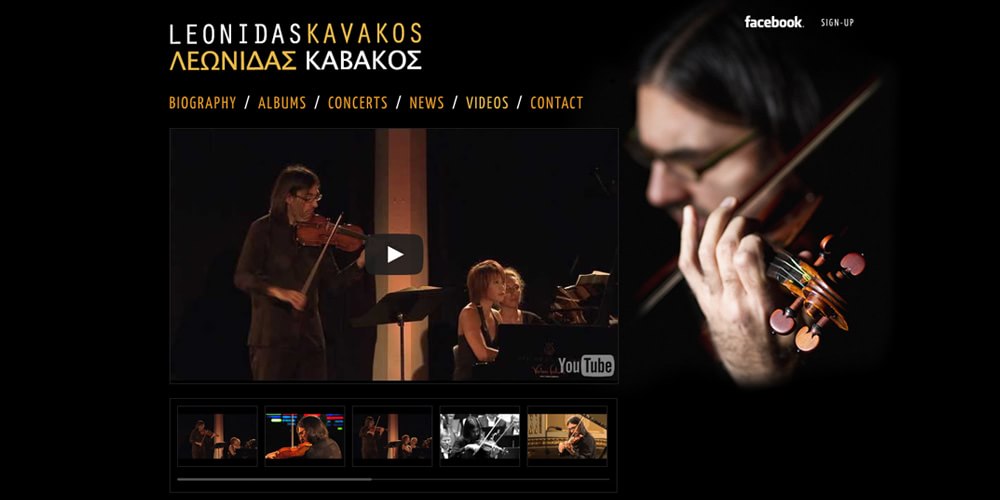 LEONIDASKAVAKOS
ΛΕΩΝΙΔΑΣ ΚΑΒΑΚΟΣ
facebook.
SIGN-UP
BIOGRAPHY / ALBUMS / CONCERTS / NEWS / VIDEOS / CONTACT
YouTube